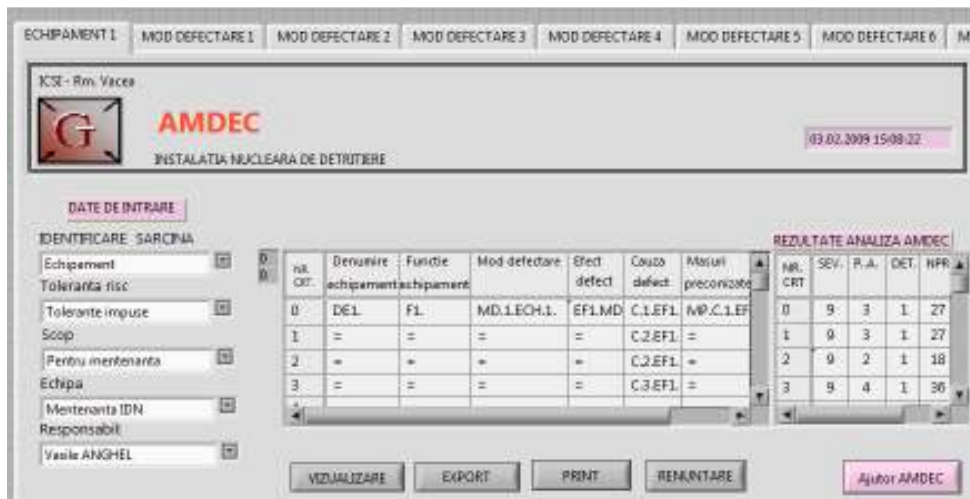 ECHIPAMENT 1 MOD DEFECTARE 1 MOD DEFECTARE 2 MOD DEFECTARE 3 MOD DEFECTARE 4 MOD DEFECTARE 5 MOD DEFECTARE 6 M
ICSI - Rm. Vacea
G
AMDEC
03.02.2009 15:08:22
INSTALATIA NUCLEARA DE DETRITIERE
DATE DE INTRARE
IDENTIFICARE SARCINA
Echipament
Toleranta risc
Tolerante impuse
Scop
Pentru mentenanta
Echipa
Mentenanta IDN
Responsabil
Vasile ANGHEL
0
0
NR. CRT. Denumire echipament Functie echipament Mod defectare Efect defect Cauza defect Masuri preconizate
0 DE1. F1. MD.1.ECH.1. EF1.MD C.1.EF1. MP.C.1.EF
1 = = = = C.2.EF1. =
2 = = = = C.2.EF1. =
3 = = = = C.3.EF1. =
REZULTATE ANALIZA AMDEC
NR. CRT SEV. P.A. DET. NPR
0 9 3 1 27
1 9 3 1 27
2 9 2 1 18
3 9 4 1 36
VIZUALIZARE EXPORT PRINT RENUNTARE Ajutor AMDEC